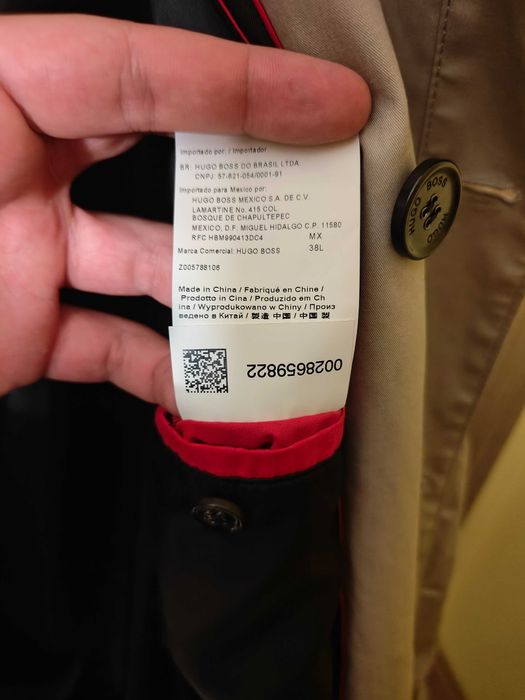 Importado por: / Importador
BR: HUGO BOSS DO BRASIL LTDA
CNPJ: 57-621-054/0001-91
Importado para Mexico por:
HUGO BOSS MEXICO S.A. DE C.V.
LAMARTINE No. 415 COL
BOSQUE DE CHAPULTEPEC
MEXICO, D.F. MIGUEL HIDALGO C.P. 11580
RFC HBM990413DC4 MX
Marca Comercial: HUGO BOSS 38L
Z005788106
Made in China / Fabriqué en Chine /
Prodotto in Cina / Produzido em Ch
ina / Wyprodukowano w Chiny / Произ
ведено в Китай / 製造 中国 / 中国 製
0028659822
HUGO BOSS
HUGO BOSS